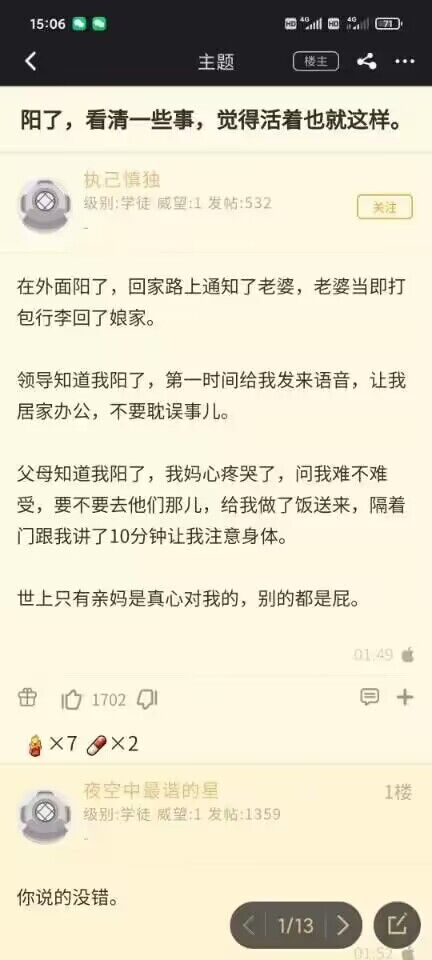 15:06 HD 4G HD 4G 71
主题 楼主
阳了，看清一些事，觉得活着也就这样。
执己慎独
级别:学徒 威望:1 发帖:532
关注
-
在外面阳了，回家路上通知了老婆，老婆当即打
包行李回了娘家。
领导知道我阳了，第一时间给我发来语音，让我
居家办公，不要耽误事儿。
父母知道我阳了，我妈心疼哭了，问我难不难
受，要不要去他们那儿，给我做了饭送来，隔着
门跟我讲了10分钟让我注意身体。
世上只有亲妈是真心对我的，别的都是屁。
01:49
1702
×7 ×2
夜空中最谐的星 1楼
级别:学徒 威望:1 发帖:1359
-
你说的没错。
1/13
01:52